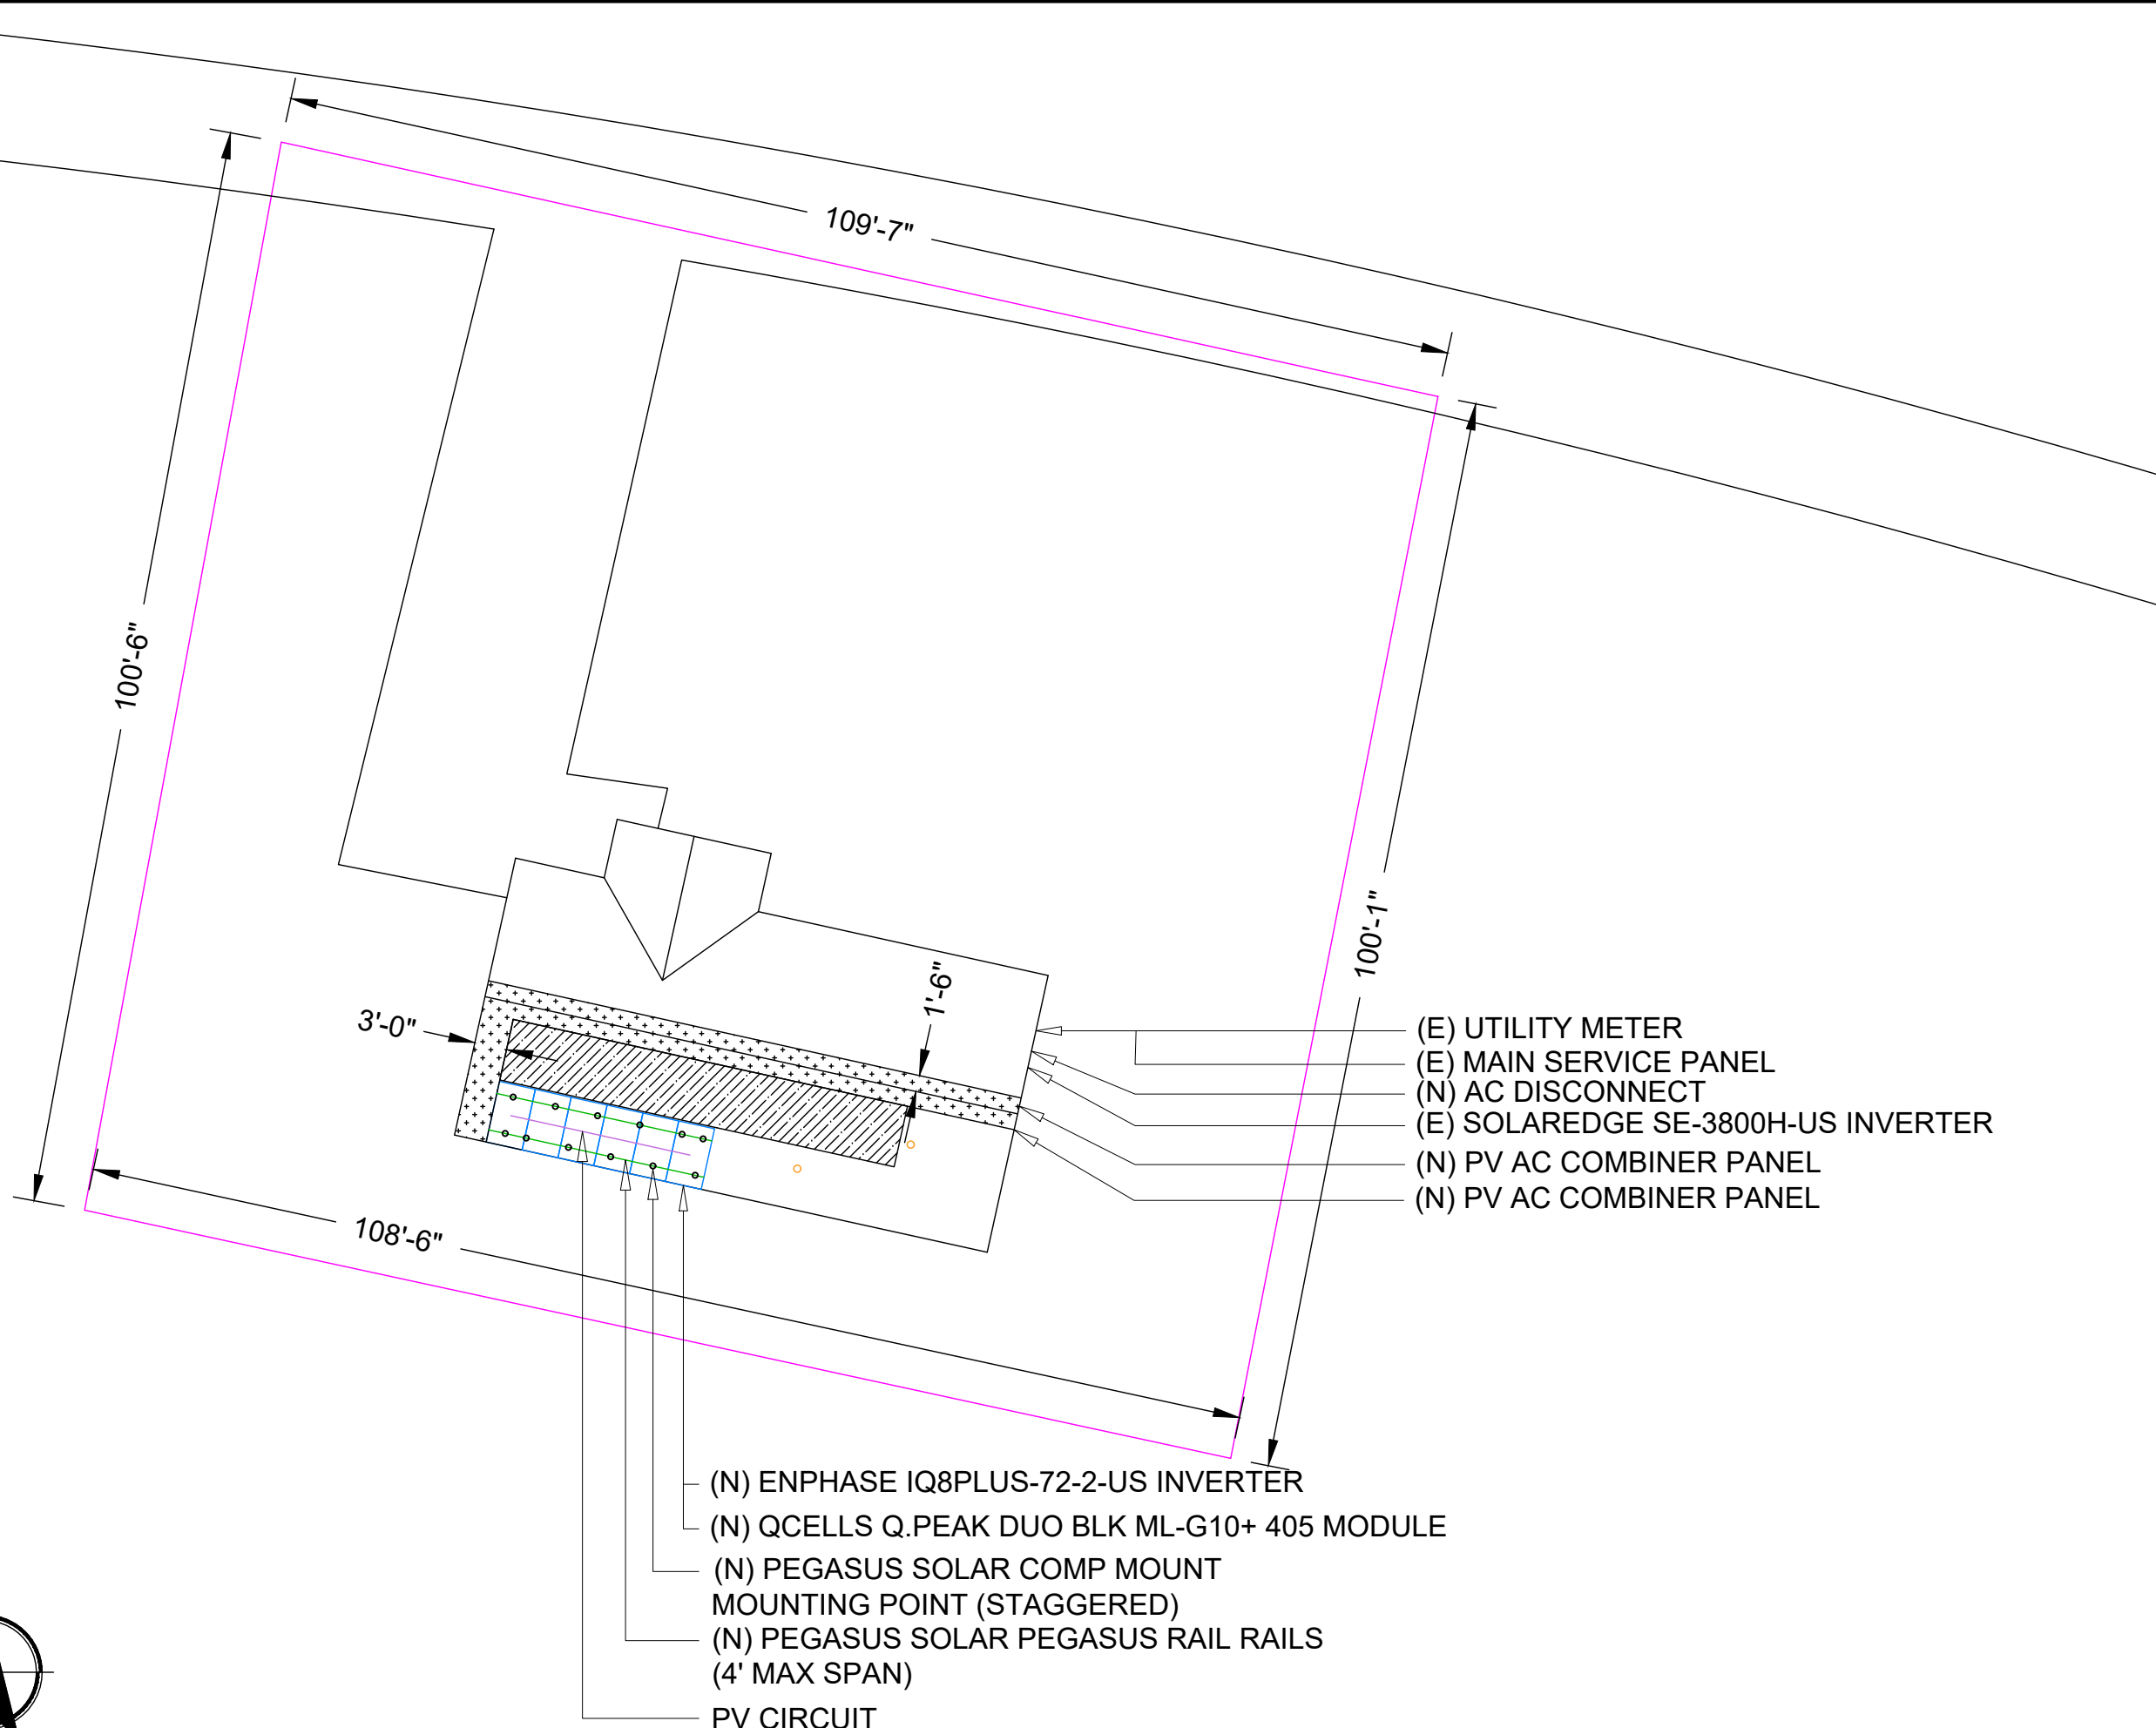 109'-7"
100'-6"
100'-1"
1'-6"
3'-0"
(E) UTILITY METER
(E) MAIN SERVICE PANEL
(N) AC DISCONNECT
(E) SOLAREDGE SE-3800H-US INVERTER
(N) PV AC COMBINER PANEL
(N) PV AC COMBINER PANEL
108'-6"
(N) ENPHASE IQ8PLUS-72-2-US INVERTER
(N) QCELLS Q.PEAK DUO BLK ML-G10+ 405 MODULE
(N) PEGASUS SOLAR COMP MOUNT
MOUNTING POINT (STAGGERED)
(N) PEGASUS SOLAR PEGASUS RAIL RAILS
(4' MAX SPAN)
PV CIRCUIT